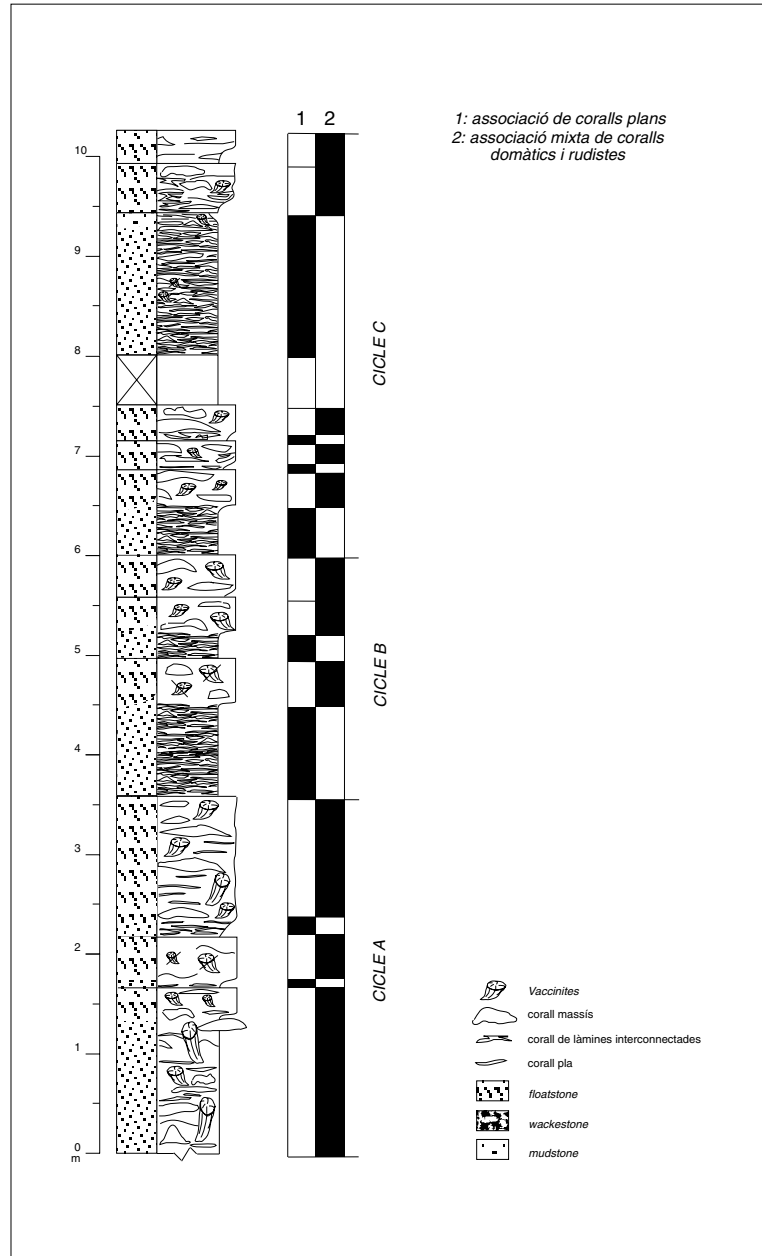 1 2
1: associació de coralls plans
2: associació mixta de coralls
domàtics i rudistes
10
9
8
7
6
5
4
3
2
1
0
m
CICLE C
CICLE B
CICLE A
Vaccinites
corall massís
corall de làmines interconnectades
corall pla
floatstone
wackestone
mudstone